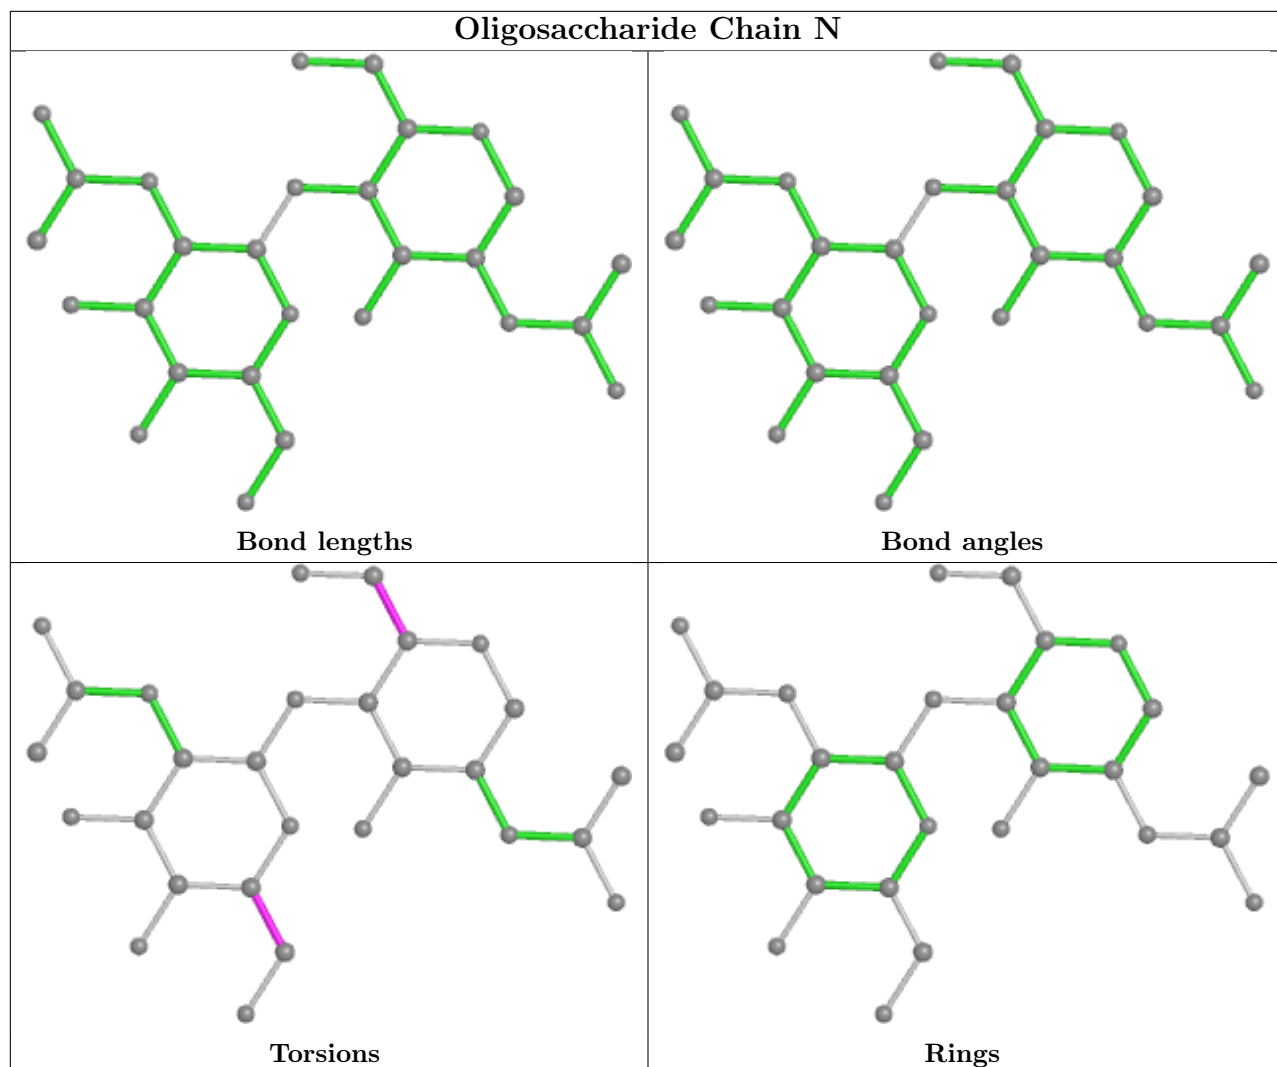 Oligosaccharide Chain N
Bond lengths
Bond angles
Torsions
Rings